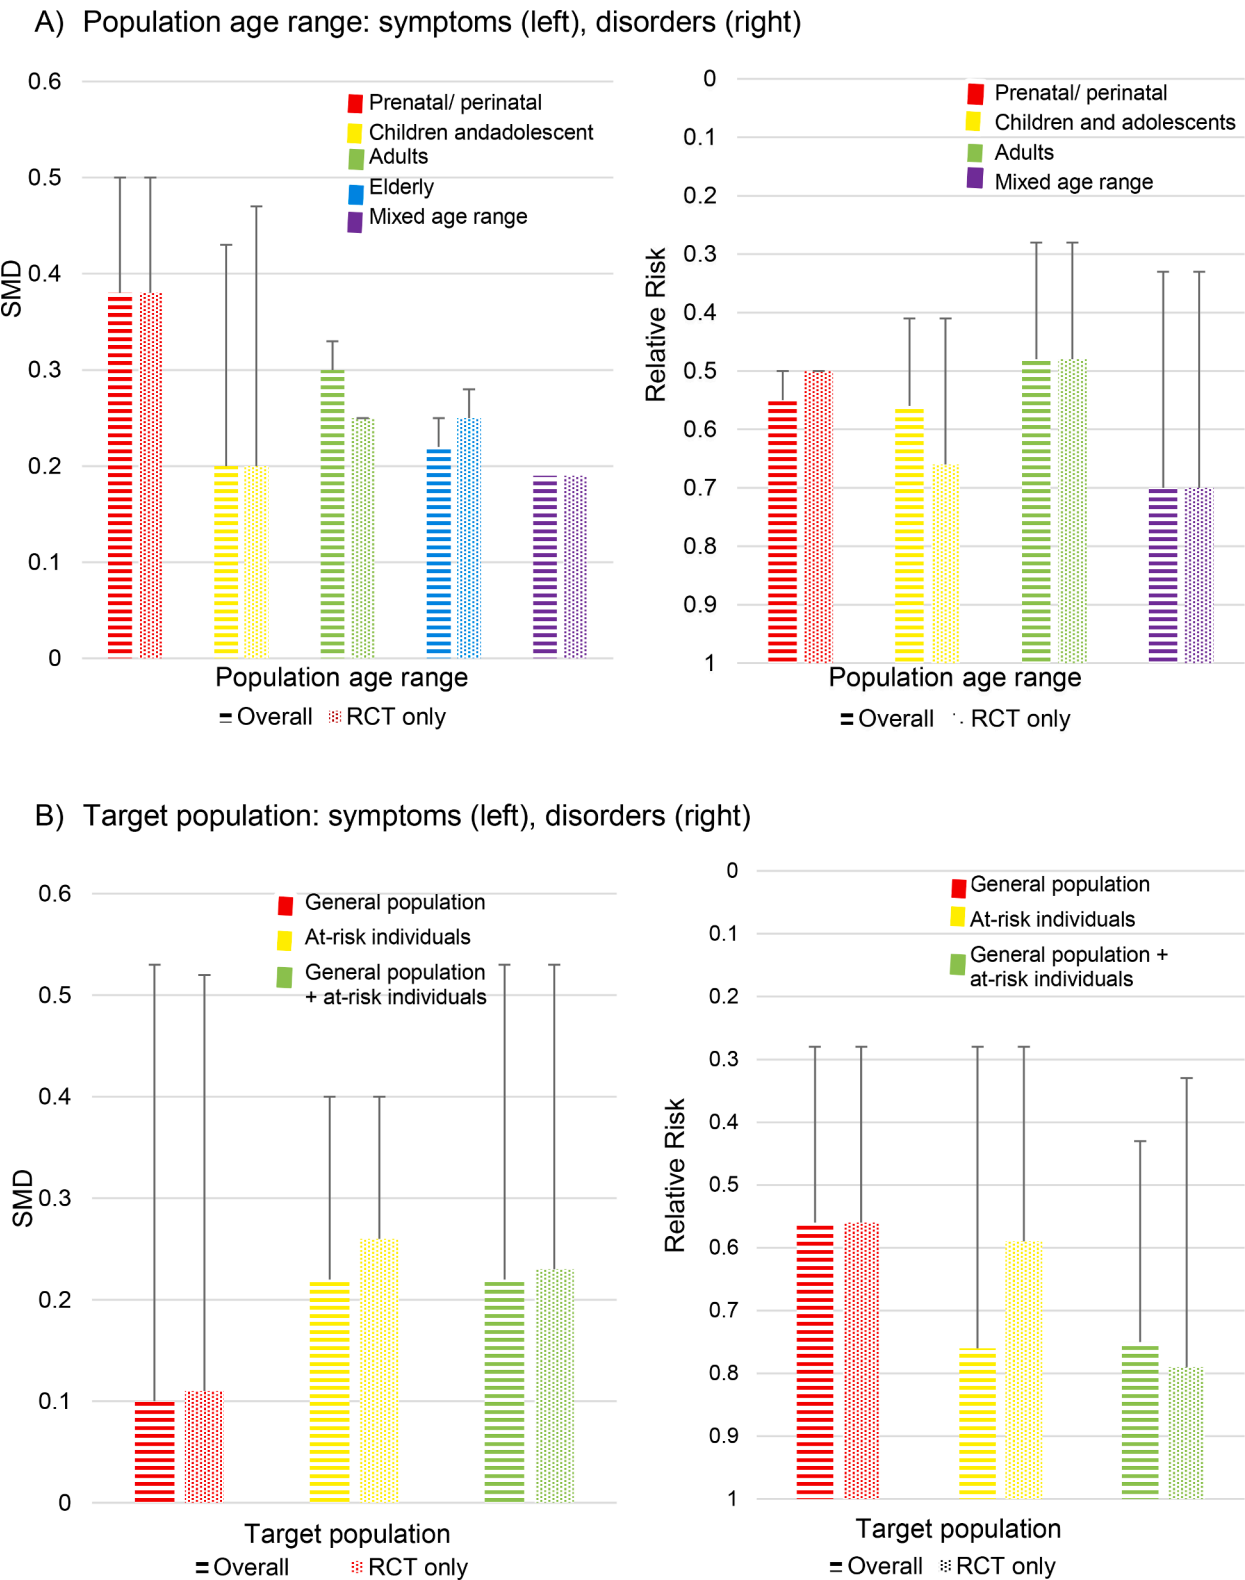 A) Population age range: symptoms (left), disorders (right)
0.6
0.5
0.4
0.3
0.2
0.1
0
SMD
Prenatal/ perinatal
Children andadolescent
Adults
Elderly
Mixed age range
Population age range
Overall RCT only
0
0.1
0.2
0.3
0.4
0.5
0.6
0.7
0.8
0.9
1
Relative Risk
Prenatal/ perinatal
Children and adolescents
Adults
Mixed age range
Population age range
Overall RCT only
B) Target population: symptoms (left), disorders (right)
0.6
0.5
0.4
0.3
0.2
0.1
0
SMD
General population
At-risk individuals
General population
+ at-risk individuals
Target population
Overall RCT only
0
0.1
0.2
0.3
0.4
0.5
0.6
0.7
0.8
0.9
1
Relative Risk
General population
At-risk individuals
General population +
at-risk individuals
Target population
Overall RCT only